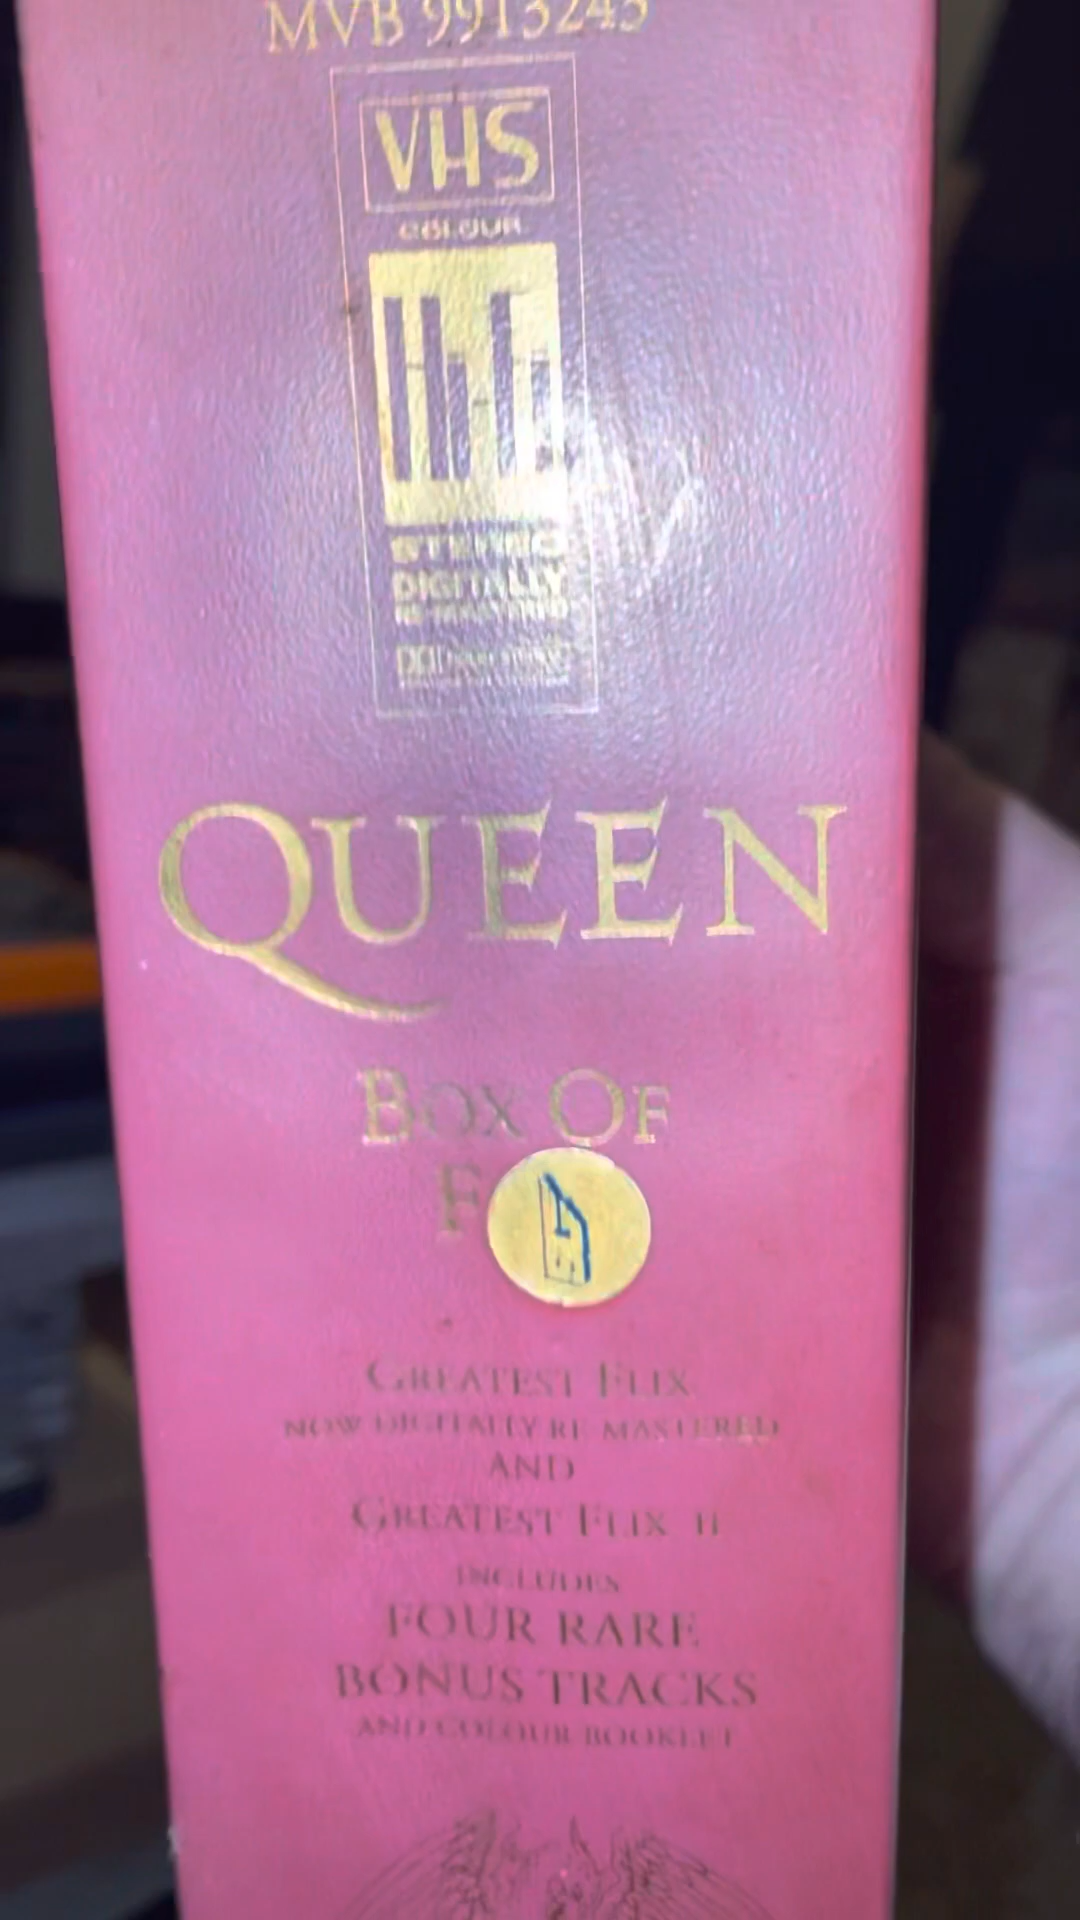 MVB 9913243
VHS
COLOUR
STEREO
DIGITALLY
RE-MASTERED
QUEEN
BOX OF
F
GREATEST FLIX
NOW DIGITALLY RE-MASTERED
AND
GREATEST FLIX II
INCLUDES
FOUR RARE
BONUS TRACKS
AND COLOUR BOOKLET